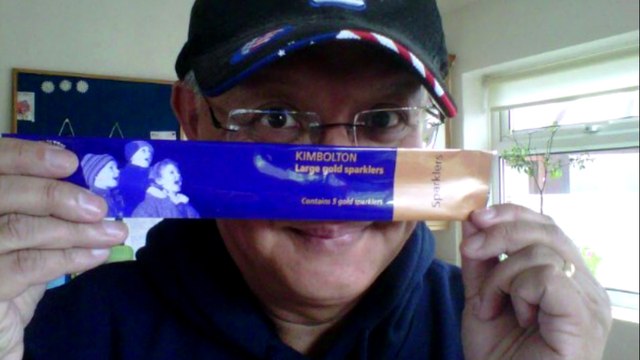 KIMBOLTON
Large gold sparklers
Contains 5 gold sparklers
Sparklers